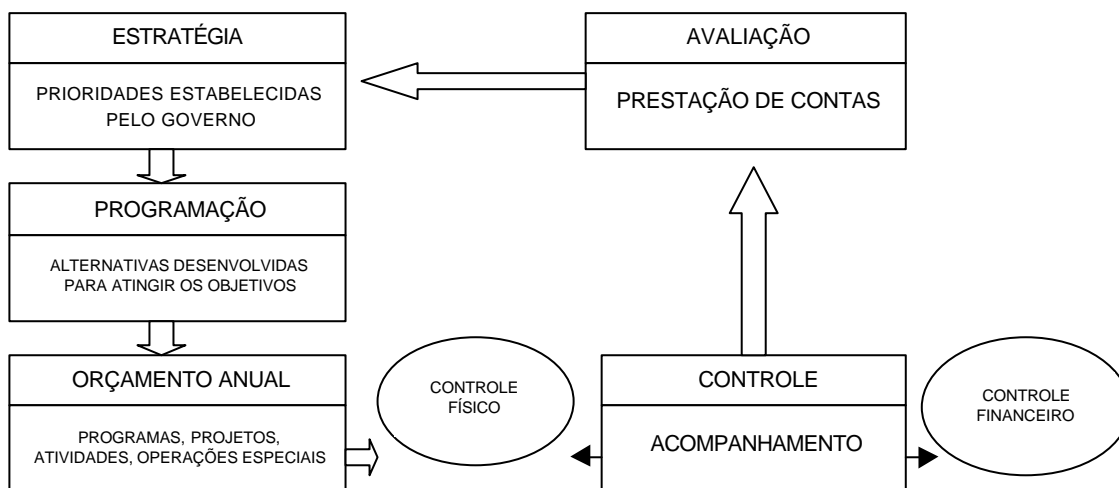 ESTRATÉGIA
PRIORIDADES ESTABELECIDAS
PELO GOVERNO
PROGRAMAÇÃO
ALTERNATIVAS DESENVOLVIDAS
PARA ATINGIR OS OBJETIVOS
ORÇAMENTO ANUAL
PROGRAMAS, PROJETOS,
ATIVIDADES, OPERAÇÕES ESPECIAIS
CONTROLE
FÍSICO
CONTROLE
ACOMPANHAMENTO
CONTROLE
FINANCEIRO
AVALIAÇÃO
PRESTAÇÃO DE CONTAS